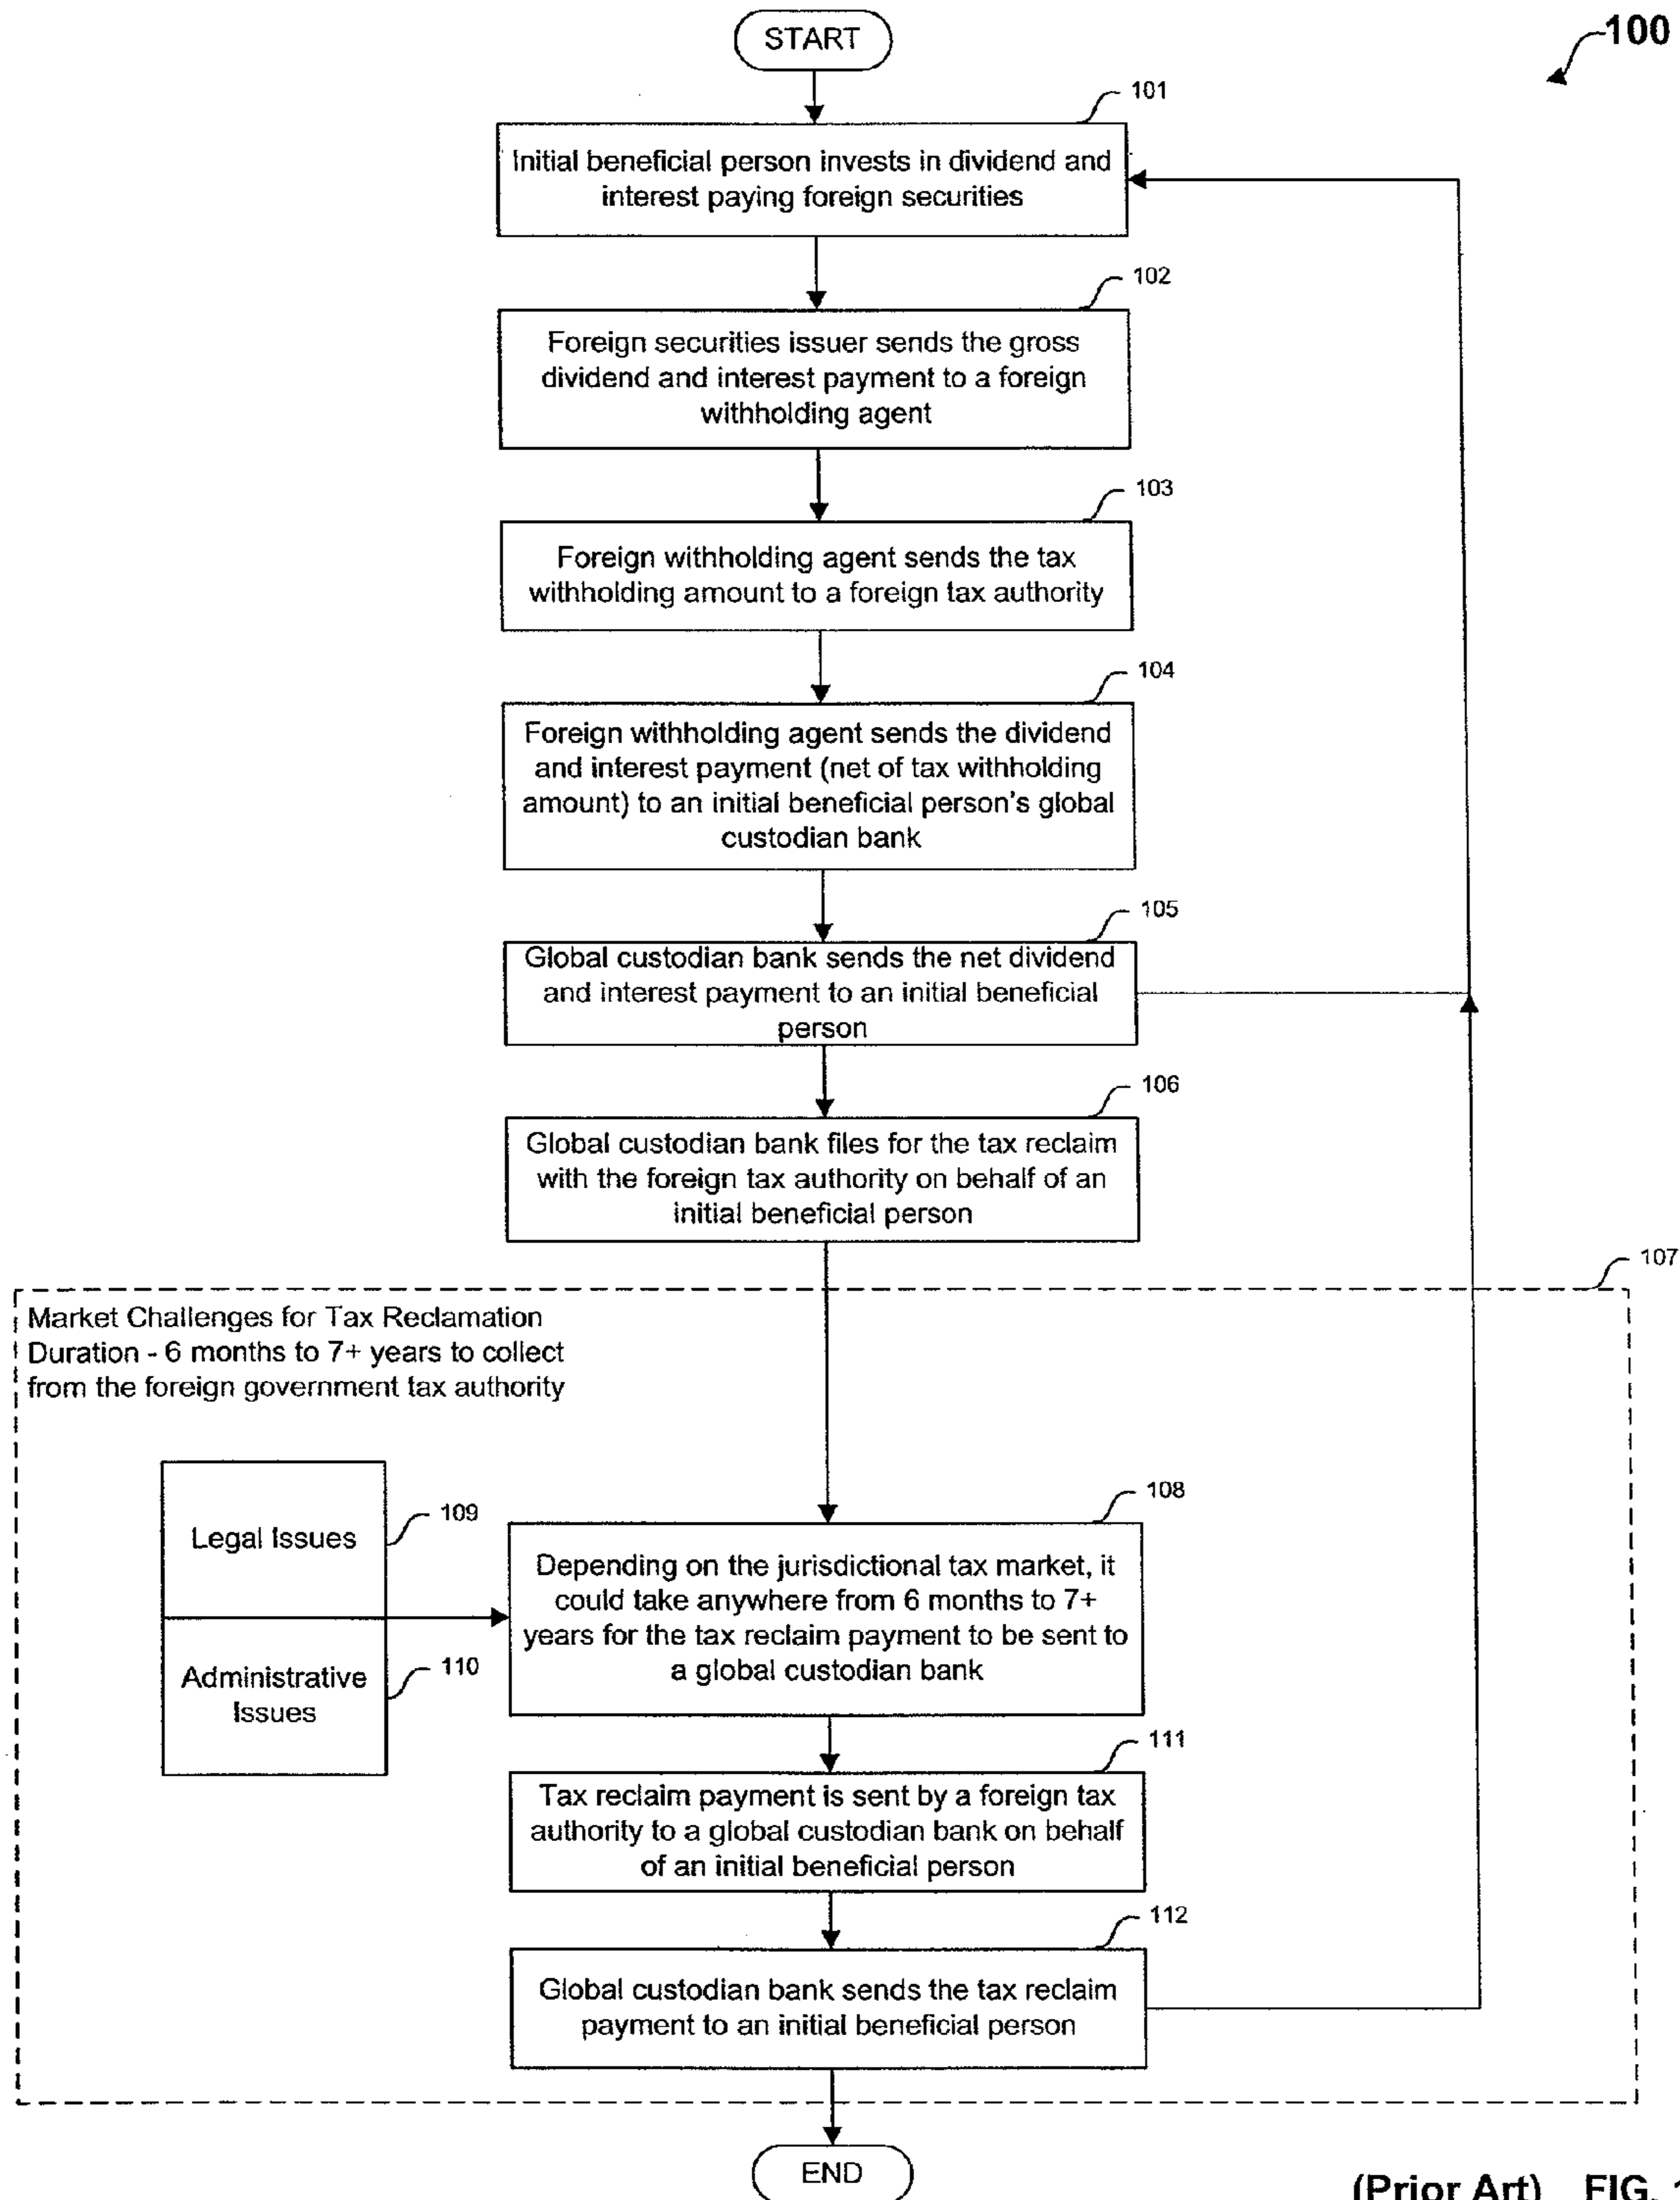 START
100
101
Initial beneficial person invests in dividend and
interest paying foreign securities
102
Foreign securities issuer sends the gross
dividend and interest payment to a foreign
withholding agent
103
Foreign withholding agent sends the tax
withholding amount to a foreign tax authority
104
Foreign withholding agent sends the dividend
and interest payment (net of tax withholding
amount) to an initial beneficial person's global
custodian bank
105
Global custodian bank sends the net dividend
and interest payment to an initial beneficial
person
106
Global custodian bank files for the tax reclaim
with the foreign tax authority on behalf of an
initial beneficial person
107
Market Challenges for Tax Reclamation
Duration - 6 months to 7+ years to collect
from the foreign government tax authority
Legal Issues
109
Administrative
Issues
110
108
Depending on the jurisdictional tax market, it
could take anywhere from 6 months to 7+
years for the tax reclaim payment to be sent to
a global custodian bank
111
Tax reclaim payment is sent by a foreign tax
authority to a global custodian bank on behalf
of an initial beneficial person
112
Global custodian bank sends the tax reclaim
payment to an initial beneficial person
END
(Prior Art) FIG.